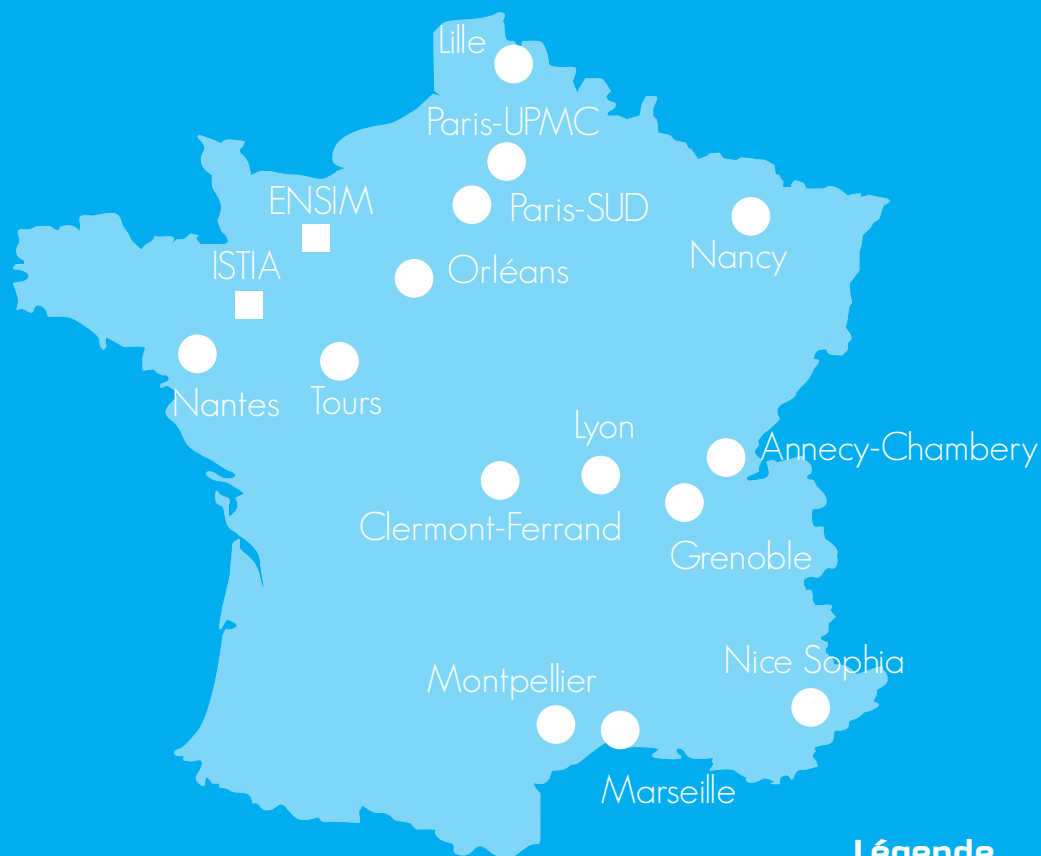 Lille
Paris-UPMC
ENSIM
Paris-SUD
Nancy
ISTIA
Orléans
Nantes
Tours
Lyon
Annecy-Chambery
Clermont-Ferrand
Grenoble
Nice Sophia
Montpellier
Marseille
Légende